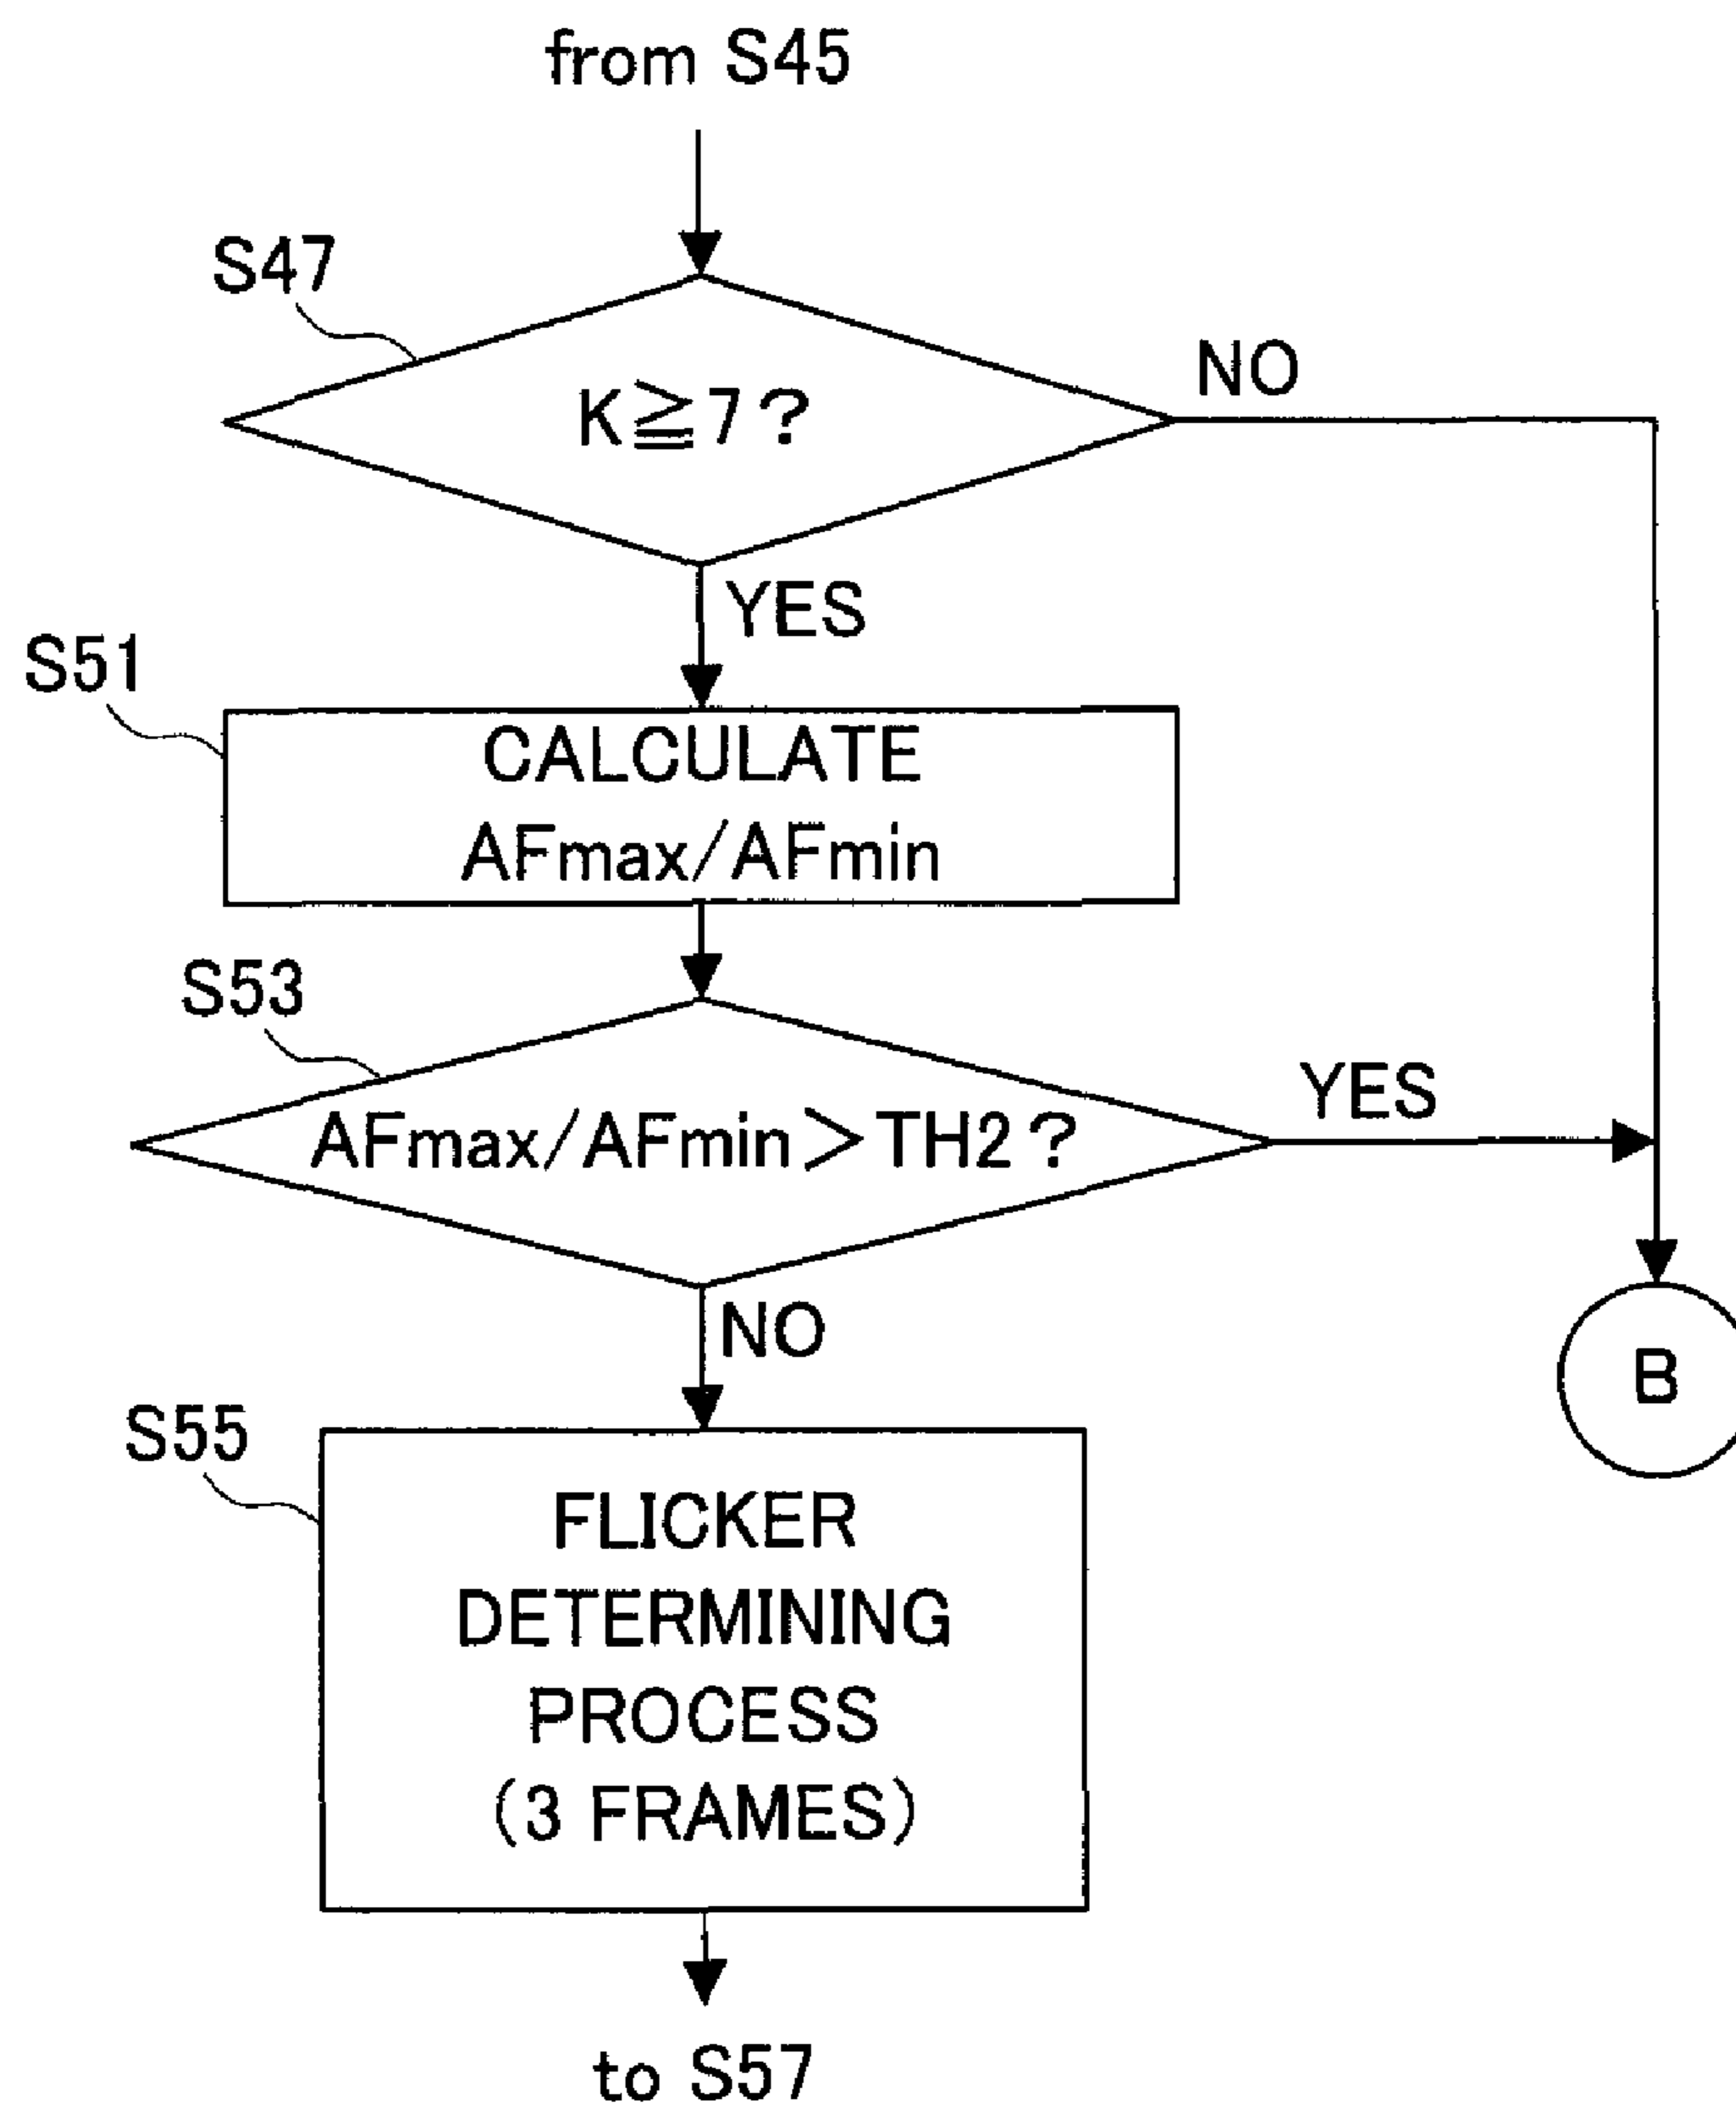 from S45
S47
K≧7?
NO
YES
S51
CALCULATE
AFmax/AFmin
S53
AFmax/AFmin>TH2?
YES
NO
B
S55
FLICKER
DETERMINING
PROCESS
(3 FRAMES)
to S57